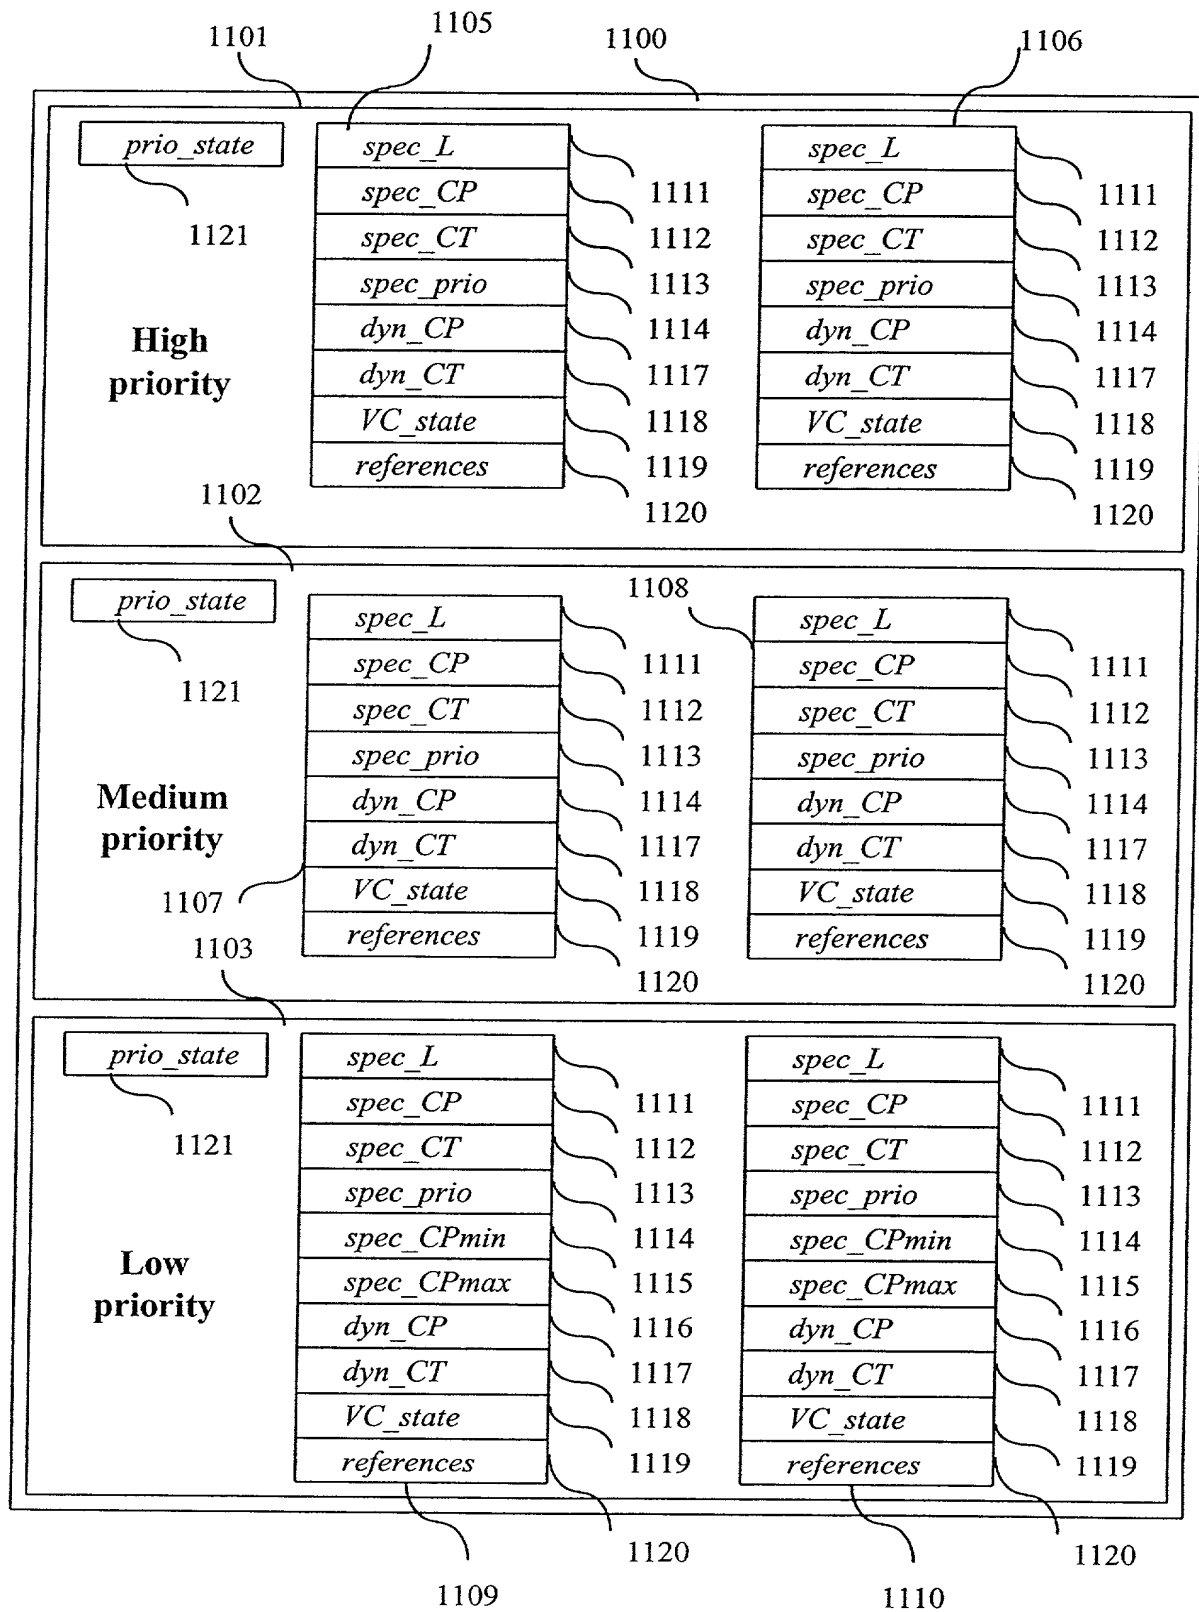 1101 1105 1100 1106
prio_state spec_L spec_L
1121 spec_CP 1111 spec_CP 1111
spec_CT 1112 spec_CT 1112
spec_prio 1113 spec_prio 1113
High dyn_CP 1114 dyn_CP 1114
priority dyn_CT 1117 dyn_CT 1117
VC_state 1118 VC_state 1118
references 1119 references 1119
1102 1120 1120
prio_state spec_L 1108 spec_L
1121 spec_CP 1111 spec_CP 1111
spec_CT 1112 spec_CT 1112
spec_prio 1113 spec_prio 1113
Medium dyn_CP 1114 dyn_CP 1114
priority dyn_CT 1117 dyn_CT 1117
1107 VC_state 1118 VC_state 1118
references 1119 references 1119
1103 1120 1120
prio_state spec_L spec_L
1121 spec_CP 1111 spec_CP 1111
spec_CT 1112 spec_CT 1112
spec_prio 1113 spec_prio 1113
Low spec_CPmin 1114 spec_CPmin 1114
priority spec_CPmax 1115 spec_CPmax 1115
dyn_CP 1116 dyn_CP 1116
dyn_CT 1117 dyn_CT 1117
VC_state 1118 VC_state 1118
references 1119 references 1119
1120 1120
1109 1110